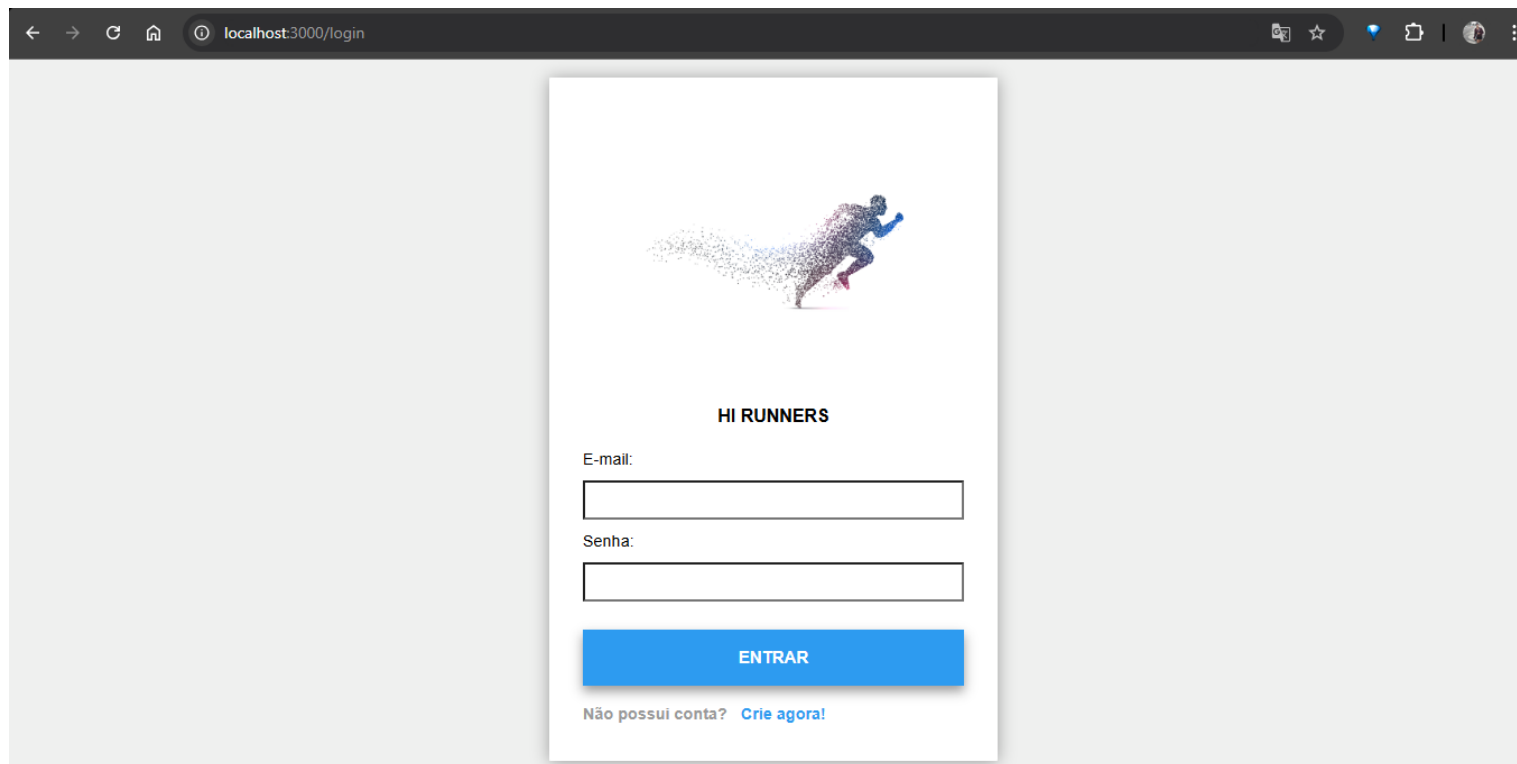 localhost:3000/login
HI RUNNERS
E-mail:
Senha:
ENTRAR
Não possui conta? Crie agora!